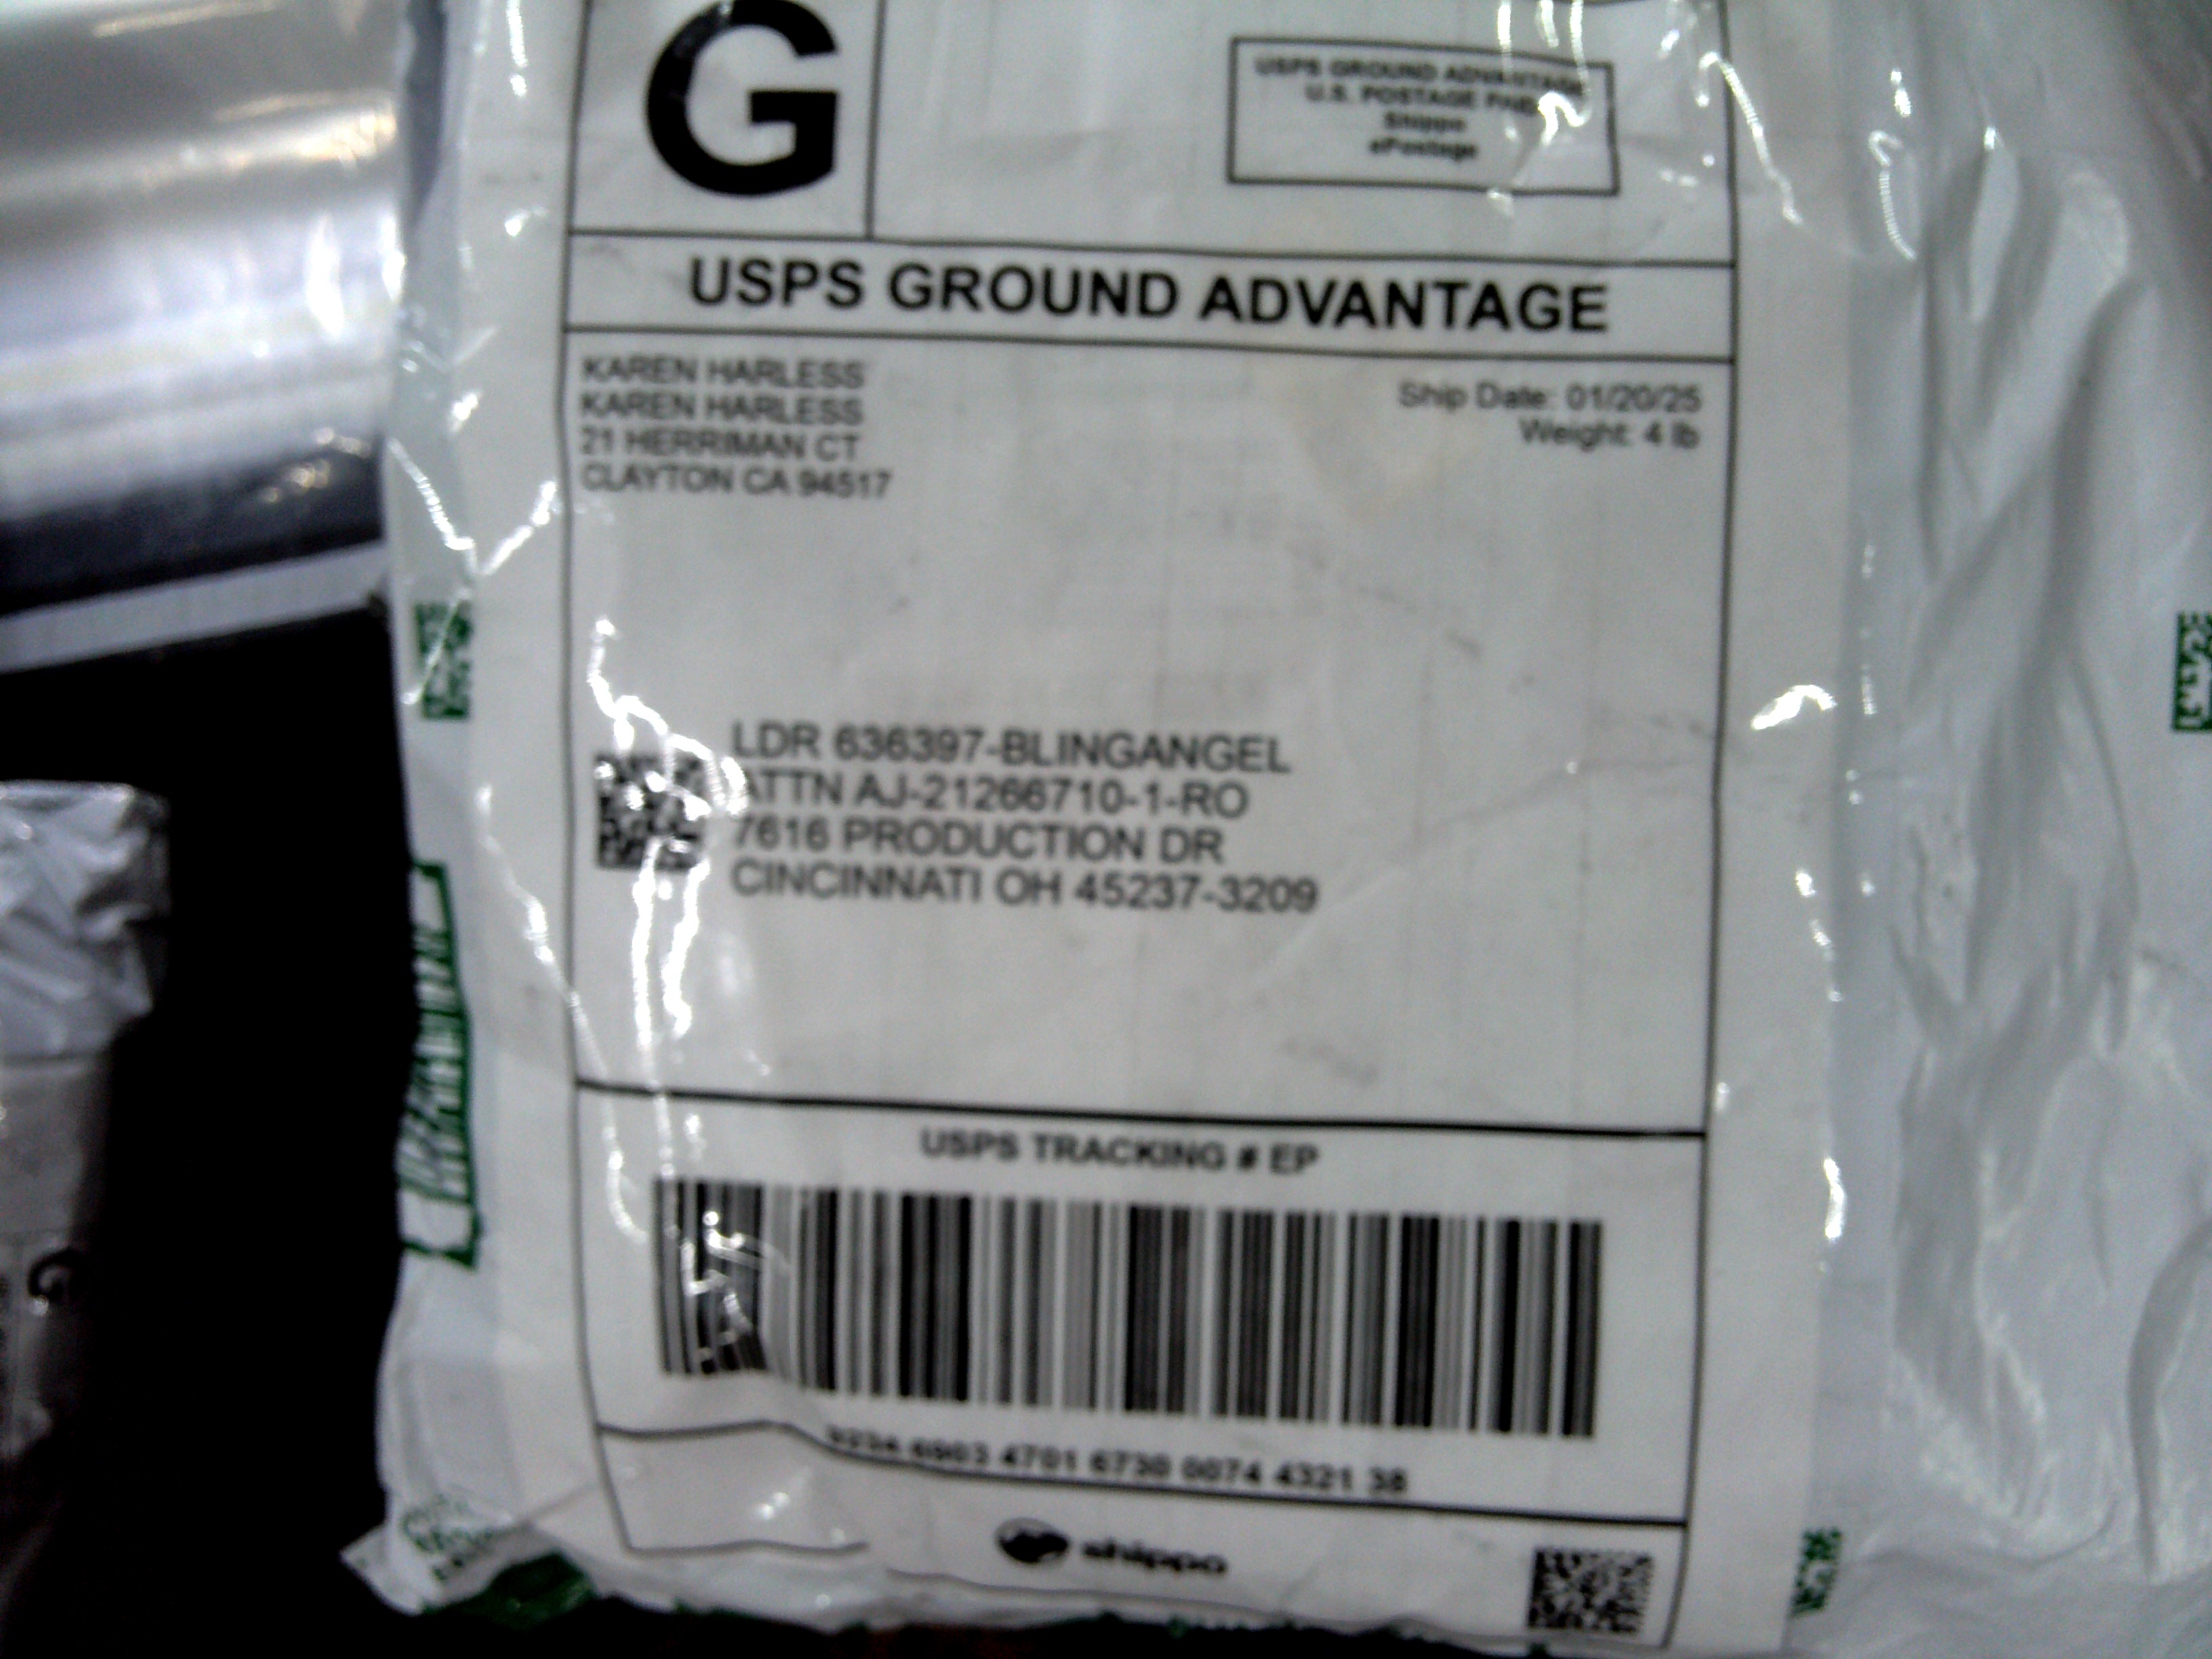 G
USPS GROUND ADVANTAGE
U.S. POSTAGE PAID
Shippo
ePostage
USPS GROUND ADVANTAGE
KAREN HARLESS
KAREN HARLESS
21 HERRIMAN CT
CLAYTON CA 94517
Ship Date: 01/20/25
Weight: 4 lb
LDR 636397-BLINGANGEL
ATTN AJ-21266710-1-RO
7616 PRODUCTION DR
CINCINNATI OH 45237-3209
USPS TRACKING # EP
4701 6730 0074 4321 38
shippo